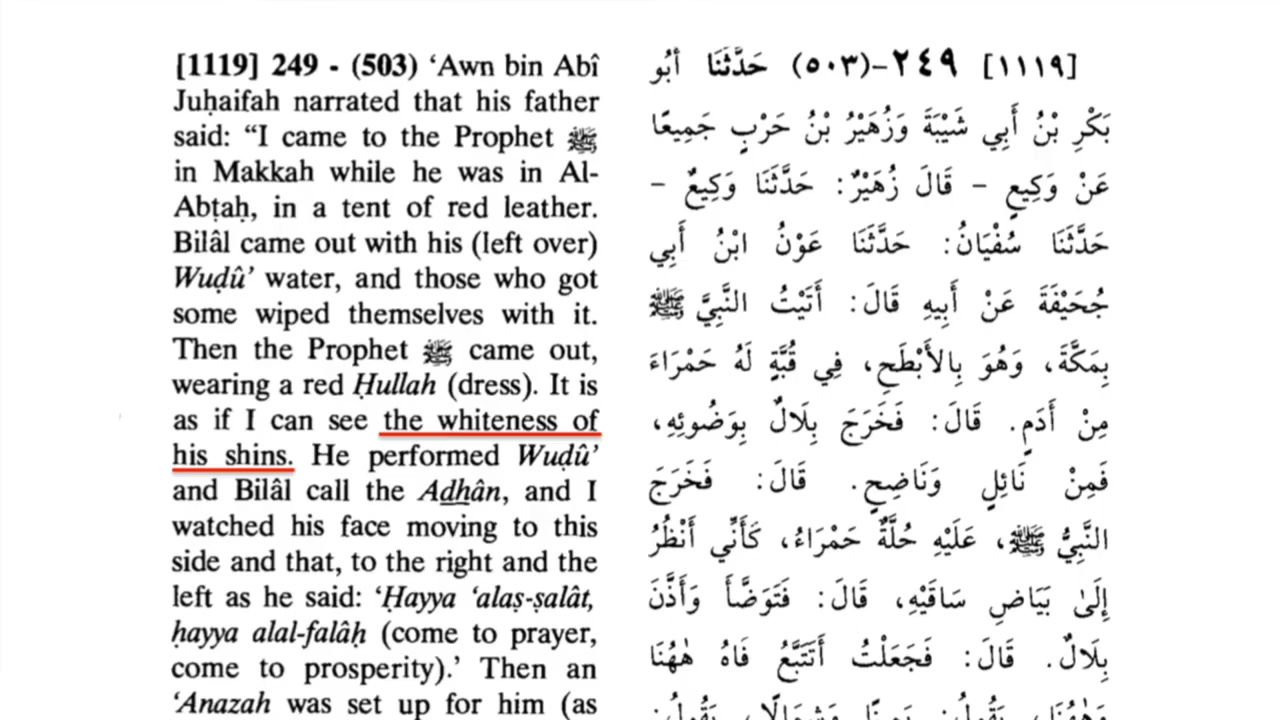 [1119] 249 - (503) ‘Awn bin Abî
Juḥaifah narrated that his father
said: “I came to the Prophet ﷺ
in Makkah while he was in Al-
Abṭaḥ, in a tent of red leather.
Bilâl came out with his (left over)
Wuḍû’ water, and those who got
some wiped themselves with it.
Then the Prophet ﷺ came out,
wearing a red Ḥullah (dress). It is
as if I can see the whiteness of
his shins. He performed Wuḍû’
and Bilâl call the Adhân, and I
watched his face moving to this
side and that, to the right and the
left as he said: ‘Ḥayya ‘alaṣ-ṣalât,
ḥayya alal-falâḥ (come to prayer,
come to prosperity).’ Then an
‘Anazah was set up for him (as
[١١١٩] ٢٤٩-(٥٠٣) حَدَّثَنَا أَبُو
بَكْرِ بْنُ أَبِي شَيْبَةَ وَزُهَيْرُ بْنُ حَرْبٍ جَمِيعًا
عَنْ وَكِيعٍ - قَالَ زُهَيْرٌ: حَدَّثَنَا وَكِيعٌ -
حَدَّثَنَا سُفْيَانُ: حَدَّثَنَا عَوْنُ ابْنُ أَبِي
جُحَيْفَةَ عَنْ أَبِيهِ قَالَ: أَتَيْتُ النَّبِيَّ ﷺ
بِمَكَّةَ، وَهُوَ بِالأَبْطَحِ، فِي قُبَّةٍ لَهُ حَمْرَاءَ
مِنْ أَدَمٍ. قَالَ: فَخَرَجَ بِلَالٌ بِوَضُوئِهِ،
فَمِنْ نَائِلٍ وَنَاضِحٍ. قَالَ: فَخَرَجَ
النَّبِيُّ ﷺ، عَلَيْهِ حُلَّةٌ حَمْرَاءُ، كَأَنِّي أَنْظُرُ
إِلَىٰ بَيَاضِ سَاقَيْهِ، قَالَ: فَتَوَضَّأَ وَأَذَّنَ
بِلَالٌ. قَالَ: فَجَعَلْتُ أَتَتَبَّعُ فَاهُ هٰهُنَا
وَهٰهُنَا، يَقُولُ: يَمِينًا وَشِمَالًا، يَقُولُ: